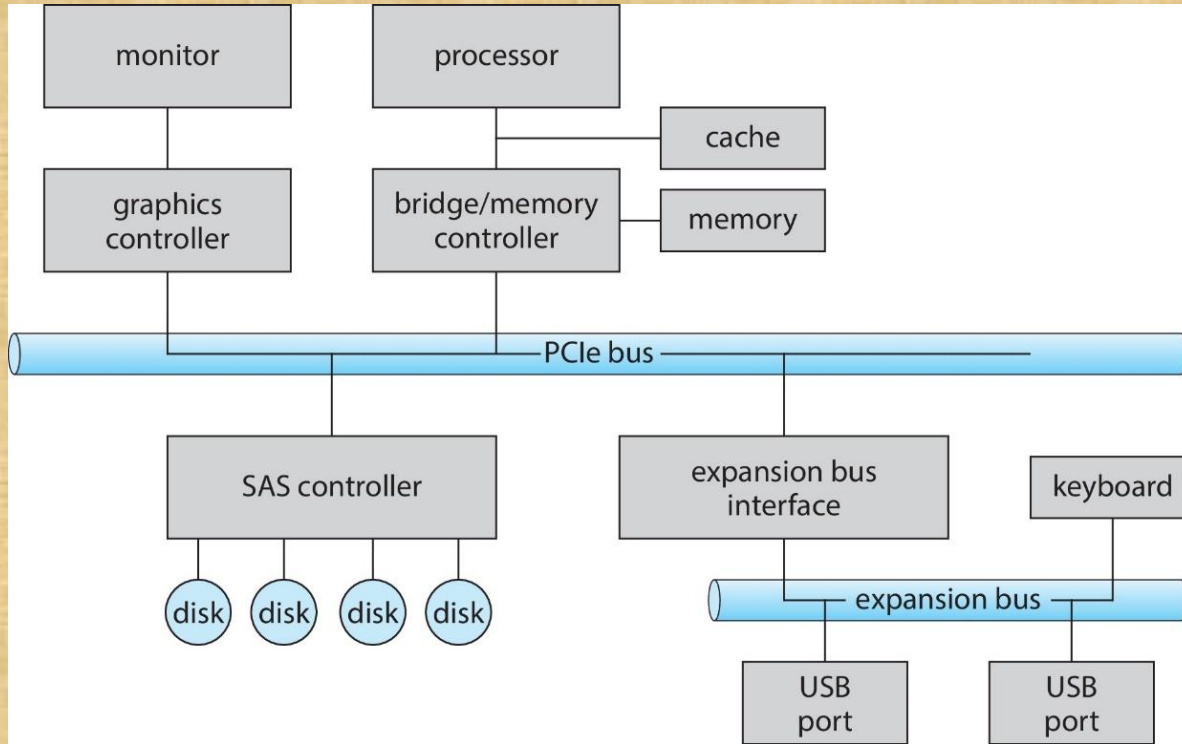 monitor
processor
cache
graphics
controller
bridge/memory
controller
memory
PCIe bus
SAS controller
expansion bus
interface
keyboard
disk
disk
disk
disk
expansion bus
USB
port
USB
port